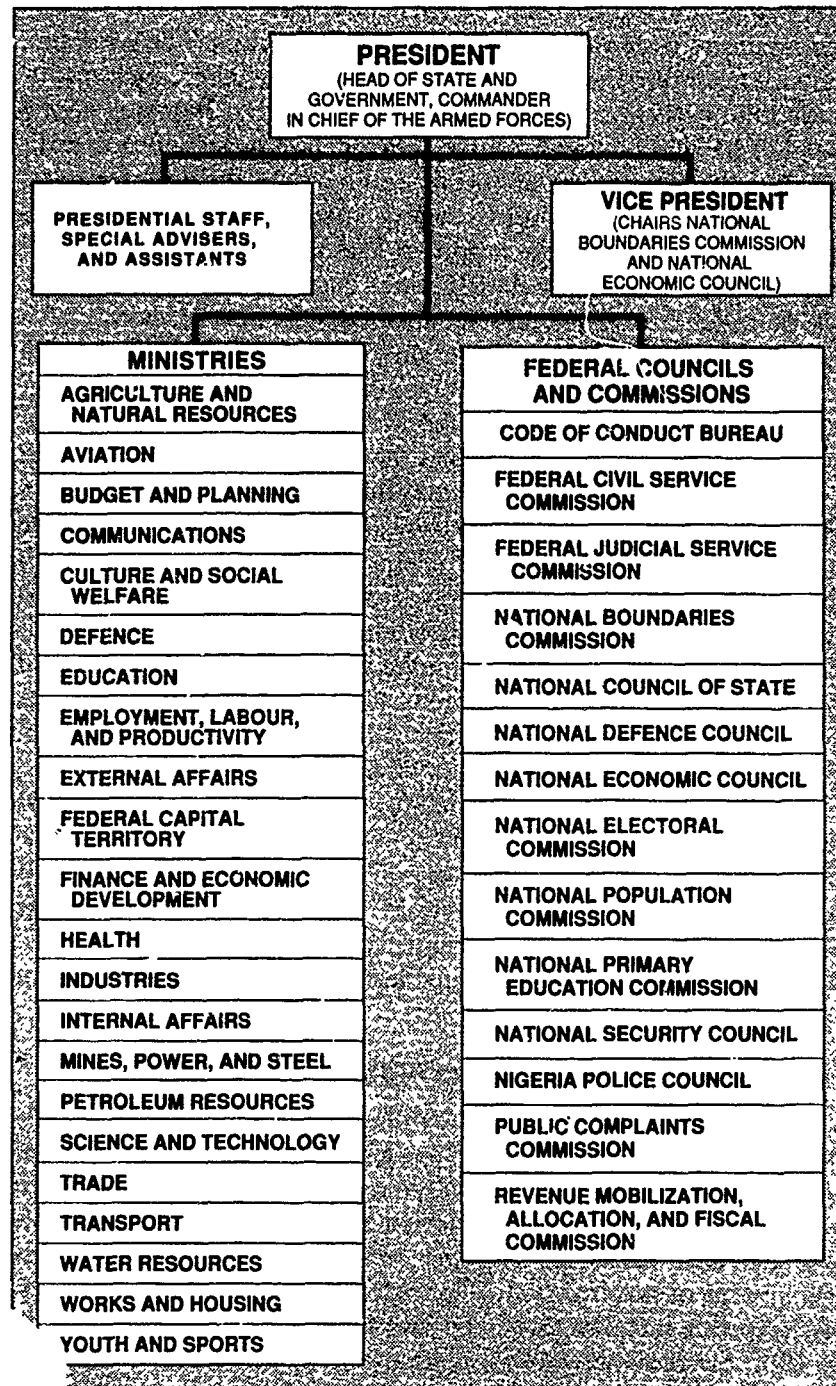 PRESIDENT
(HEAD OF STATE AND
GOVERNMENT, COMMANDER
IN CHIEF OF THE ARMED FORCES)
PRESIDENTIAL STAFF,
SPECIAL ADVISERS,
AND ASSISTANTS
VICE PRESIDENT
(CHAIRS NATIONAL
BOUNDARIES COMMISSION
AND NATIONAL
ECONOMIC COUNCIL)
MINISTRIES
AGRICULTURE AND
NATURAL RESOURCES
AVIATION
BUDGET AND PLANNING
COMMUNICATIONS
CULTURE AND SOCIAL
WELFARE
DEFENCE
EDUCATION
EMPLOYMENT, LABOUR,
AND PRODUCTIVITY
EXTERNAL AFFAIRS
FEDERAL CAPITAL
TERRITORY
FINANCE AND ECONOMIC
DEVELOPMENT
HEALTH
INDUSTRIES
INTERNAL AFFAIRS
MINES, POWER, AND STEEL
PETROLEUM RESOURCES
SCIENCE AND TECHNOLOGY
TRADE
TRANSPORT
WATER RESOURCES
WORKS AND HOUSING
YOUTH AND SPORTS
FEDERAL COUNCILS
AND COMMISSIONS
CODE OF CONDUCT BUREAU
FEDERAL CIVIL SERVICE
COMMISSION
FEDERAL JUDICIAL SERVICE
COMMISSION
NATIONAL BOUNDARIES
COMMISSION
NATIONAL COUNCIL OF STATE
NATIONAL DEFENCE COUNCIL
NATIONAL ECONOMIC COUNCIL
NATIONAL ELECTORAL
COMMISSION
NATIONAL POPULATION
COMMISSION
NATIONAL PRIMARY
EDUCATION COMMISSION
NATIONAL SECURITY COUNCIL
NIGERIA POLICE COUNCIL
PUBLIC COMPLAINTS
COMMISSION
REVENUE MOBILIZATION,
ALLOCATION, AND FISCAL
COMMISSION